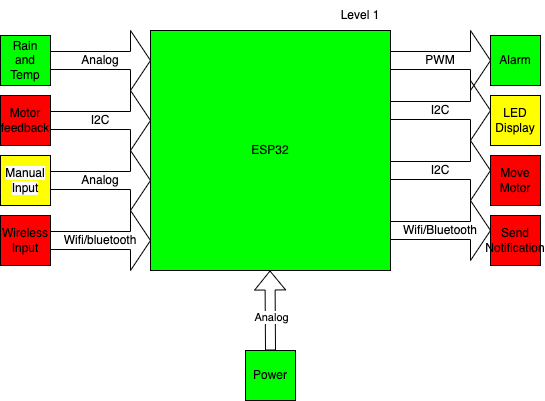 Level 1
Rain
and
Temp
Analog
PWM
Alarm
Motor
feedback
I2C
I2C
LED
Display
ESP32
Manual
Input
Analog
I2C
Move
Motor
Wireless
Input
Wifi/bluetooth
Wifi/Bluetooth
Send
Notification
Analog
Power